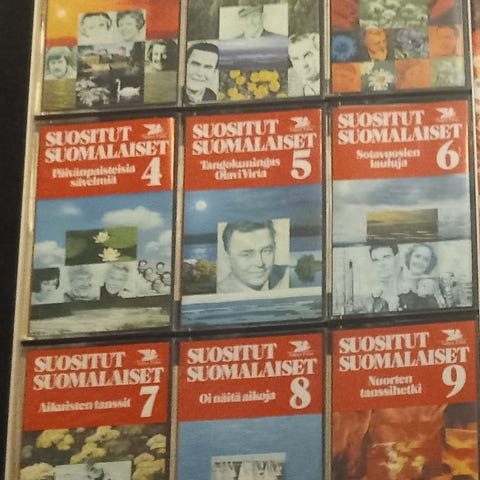 SUOSITUT
SUOMALAISET
Päivänpaisteisia
sävelmiä
4
SUOSITUT
SUOMALAISET
Tangokuningas
Olavi Virta
5
SUOSITUT
SUOMALAISET
Sotavuosien
lauluja
6
SUOSITUT
SUOMALAISET
Aikuisten tanssit
7
SUOSITUT
SUOMALAISET
Oi näitä aikoja
8
SUOSITUT
SUOMALAISET
Nuorten
tanssihetki
9